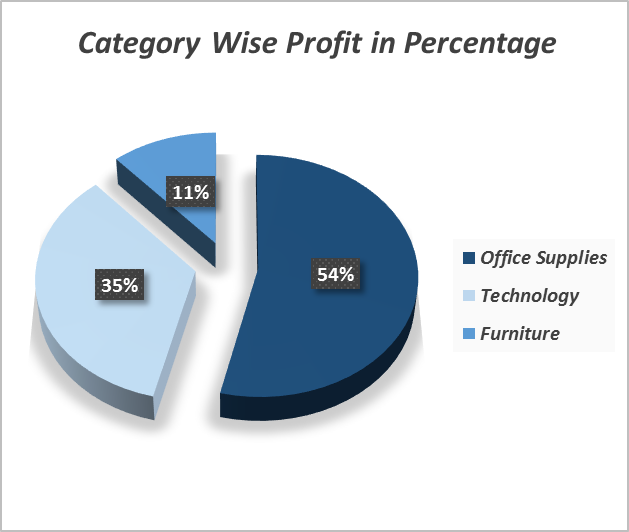 Category Wise Profit in Percentage
11%
35%
54%
Office Supplies
Technology
Furniture